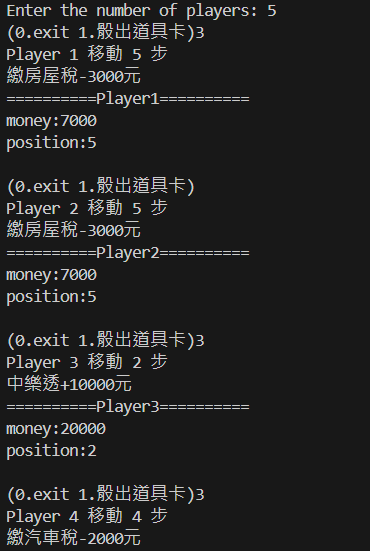 Enter the number of players: 5
(0.exit 1.骰出道具卡)3
Player 1 移動 5 步
繳房屋稅-3000元
==========Player1==========
money:7000
position:5
(0.exit 1.骰出道具卡)
Player 2 移動 5 步
繳房屋稅-3000元
==========Player2==========
money:7000
position:5
(0.exit 1.骰出道具卡)3
Player 3 移動 2 步
中樂透+10000元
==========Player3==========
money:20000
position:2
(0.exit 1.骰出道具卡)3
Player 4 移動 4 步
繳汽車稅-2000元